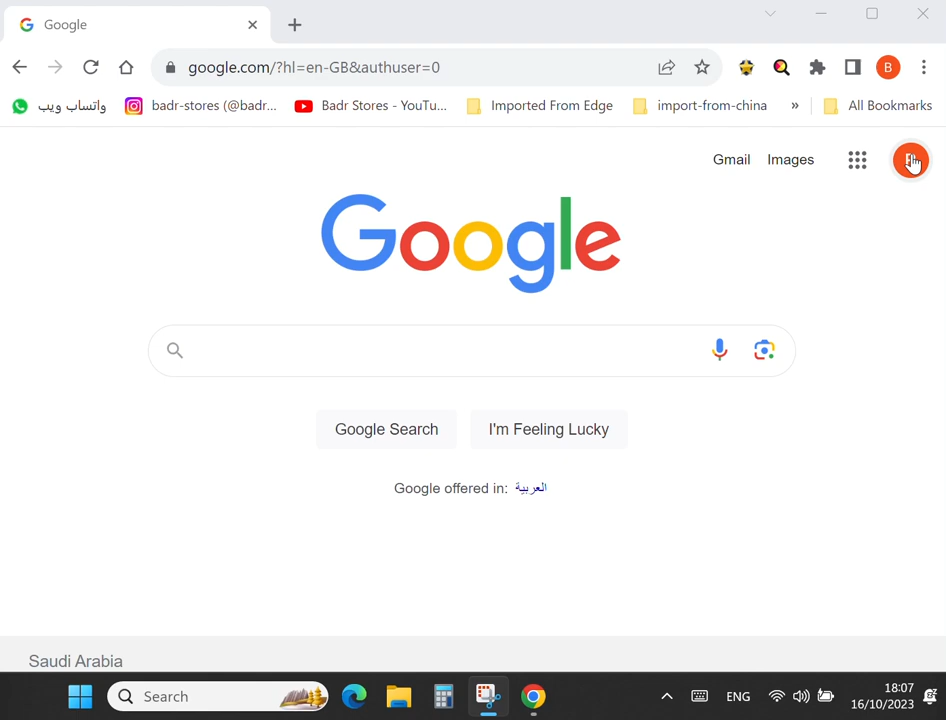 Google
google.com/?hl=en-GB&authuser=0
B
واتساب ويب
badr-stores (@badr...
Badr Stores - YouTu...
Imported From Edge
import-from-china
»
All Bookmarks
Gmail
Images
Google
Google Search
I'm Feeling Lucky
Google offered in: العربية
Saudi Arabia
Search
ENG
18:07
16/10/2023